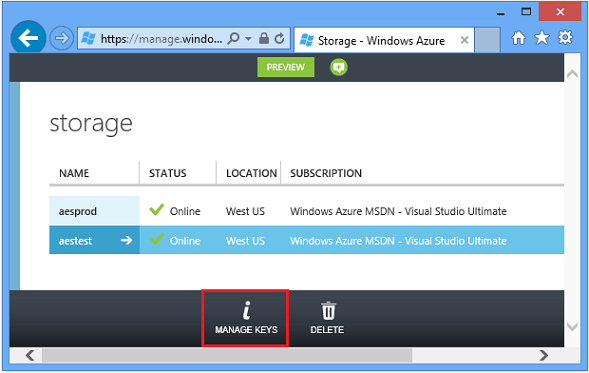 https://manage.windo...
Storage - Windows Azure
PREVIEW
storage
NAME STATUS LOCATION SUBSCRIPTION
aesprod Online West US Windows Azure MSDN - Visual Studio Ultimate
aestest Online West US Windows Azure MSDN - Visual Studio Ultimate
i
MANAGE KEYS DELETE